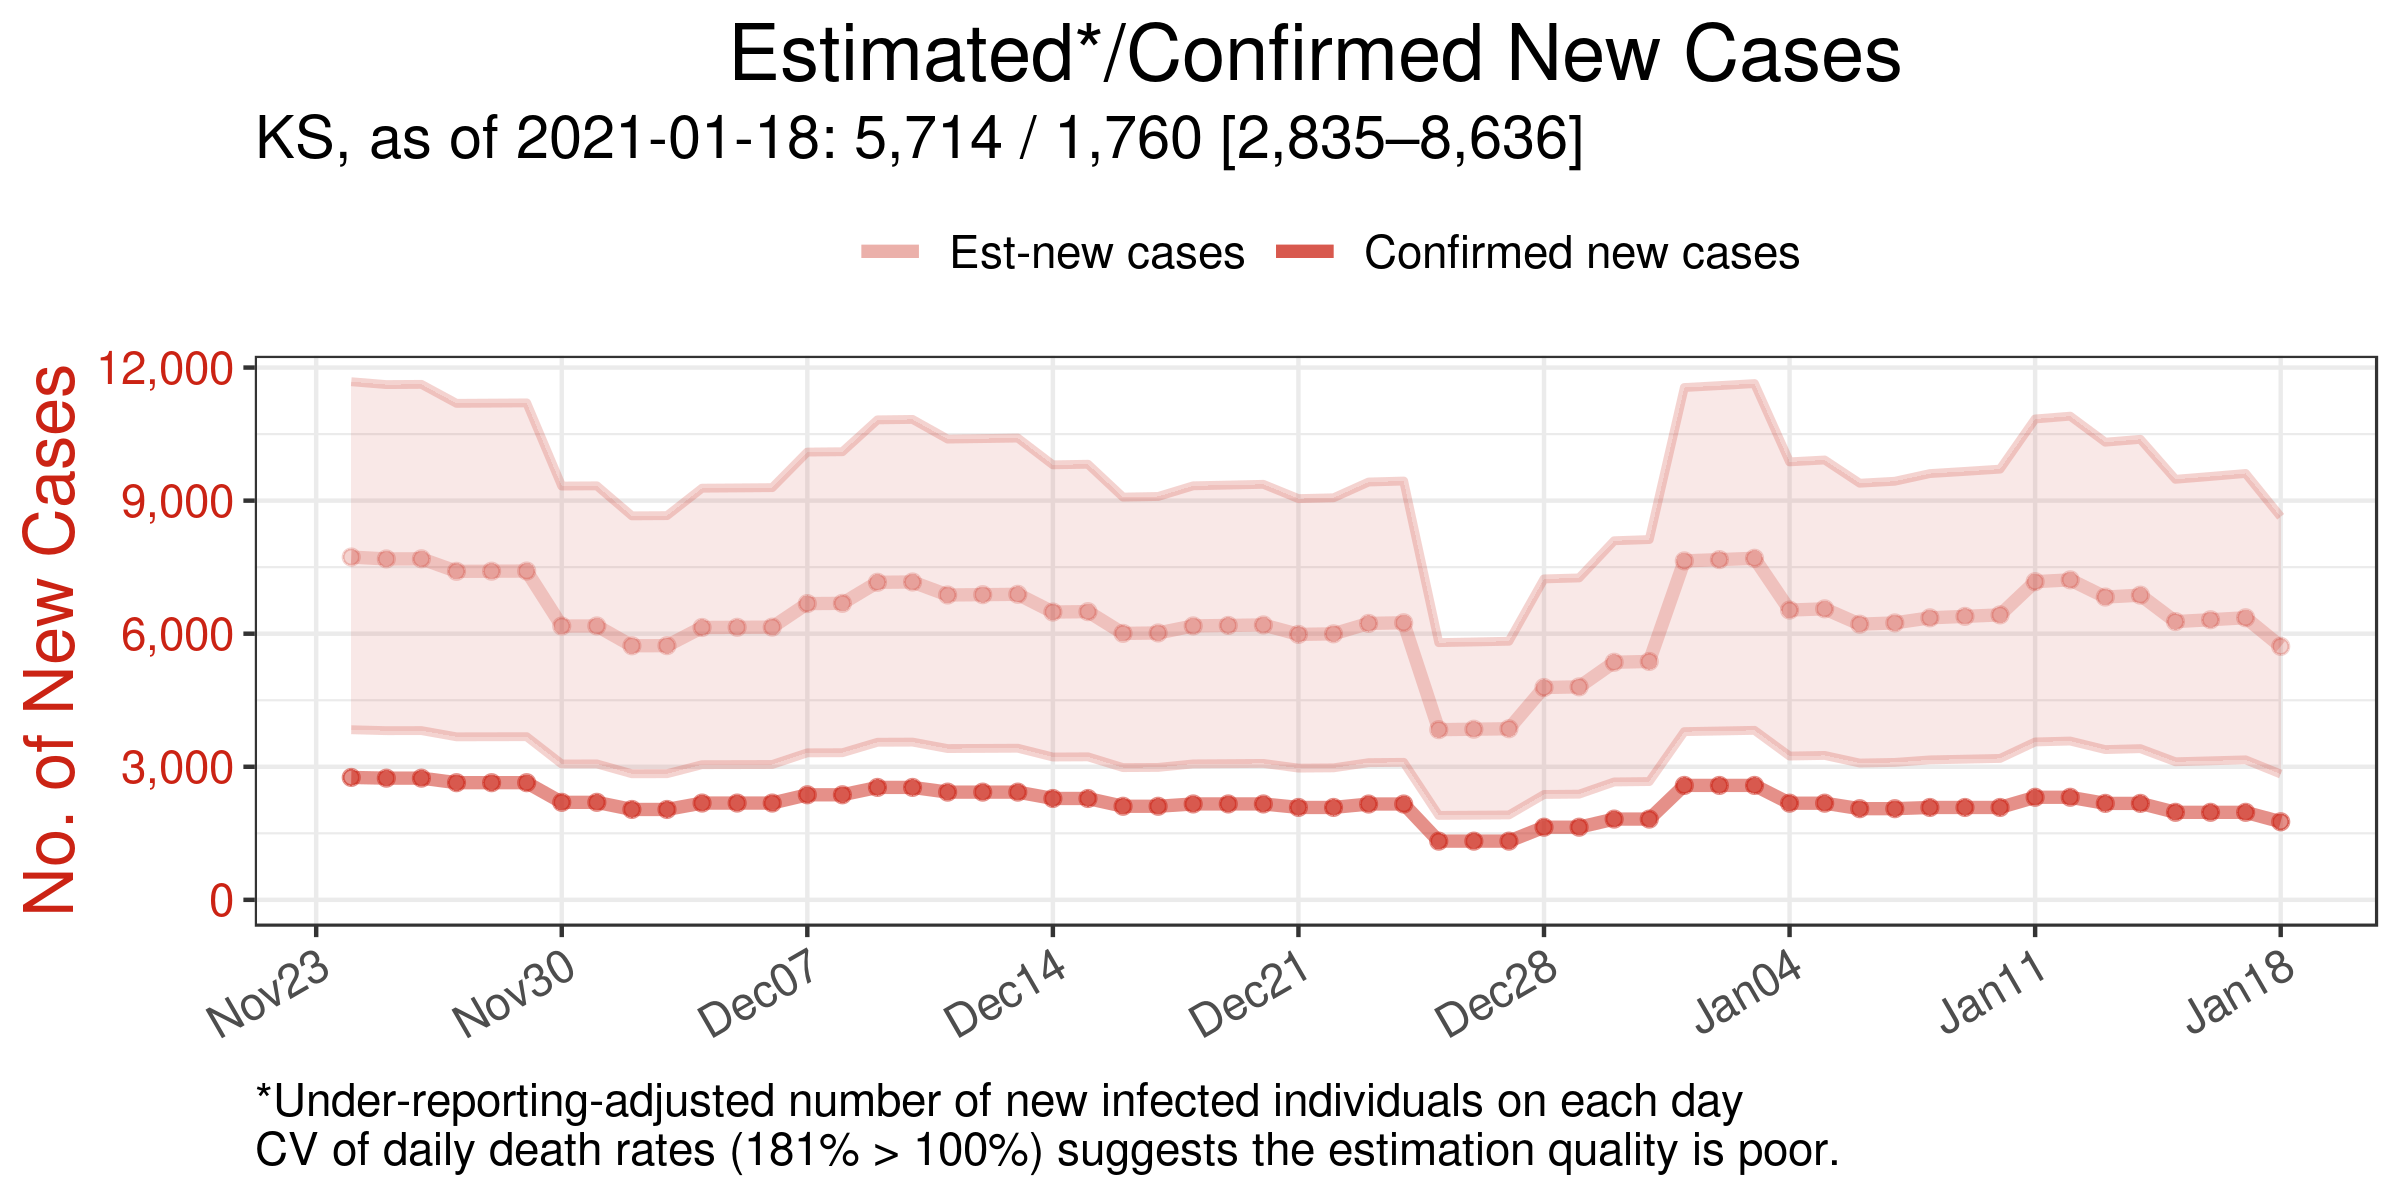 Estimated*/Confirmed New Cases
KS, as of 2021-01-18: 5,714 / 1,760 [2,835–8,636]
Est-new cases
Confirmed new cases
No. of New Cases
12,000
9,000
6,000
3,000
0
Nov23
Nov30
Dec07
Dec14
Dec21
Dec28
Jan04
Jan11
Jan18
*Under-reporting-adjusted number of new infected individuals on each day
CV of daily death rates (181% > 100%) suggests the estimation quality is poor.